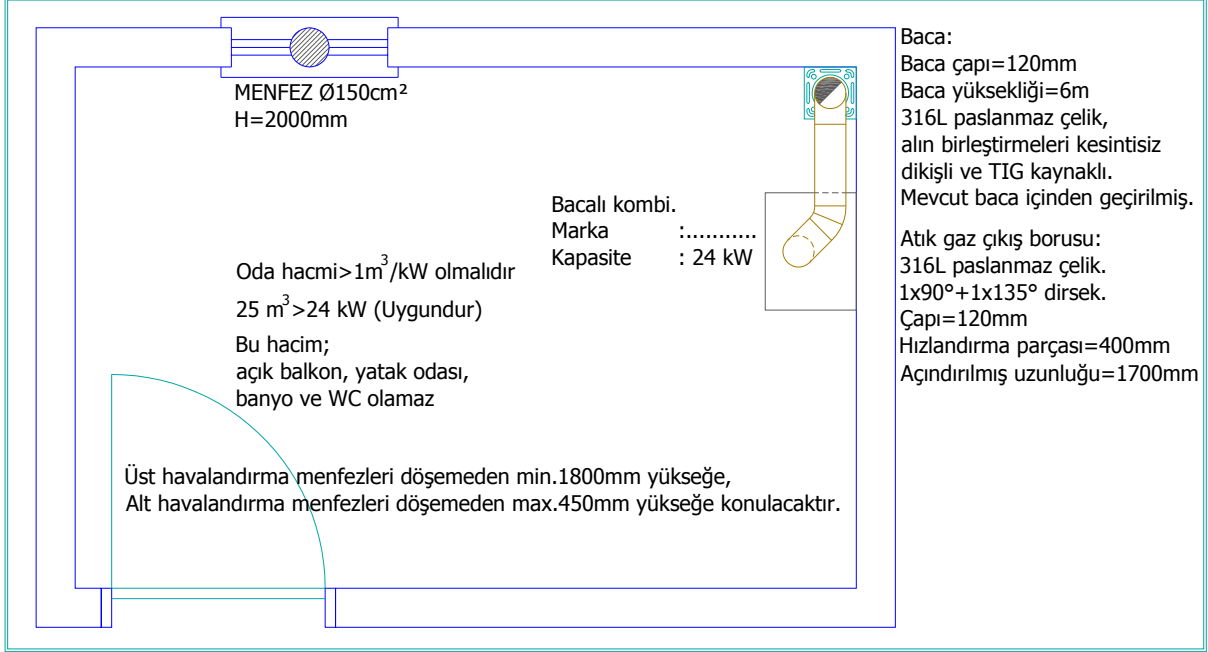 MENFEZ Ø150cm²
H=2000mm
Bacalı kombi.
Marka :...........
Kapasite : 24 kW
Oda hacmi>1m³/kW olmalıdır
25 m³>24 kW (Uygundur)
Bu hacim;
açık balkon, yatak odası,
banyo ve WC olamaz
Üst havalandırma menfezleri döşemeden min.1800mm yükseğe,
Alt havalandırma menfezleri döşemeden max.450mm yükseğe konulacaktır.
Baca:
Baca çapı=120mm
Baca yüksekliği=6m
316L paslanmaz çelik,
alın birleştirmeleri kesintisiz
dikişli ve TIG kaynaklı.
Mevcut baca içinden geçirilmiş.
Atık gaz çıkış borusu:
316L paslanmaz çelik.
1x90°+1x135° dirsek.
Çapı=120mm
Hızlandırma parçası=400mm
Açındırılmış uzunluğu=1700mm